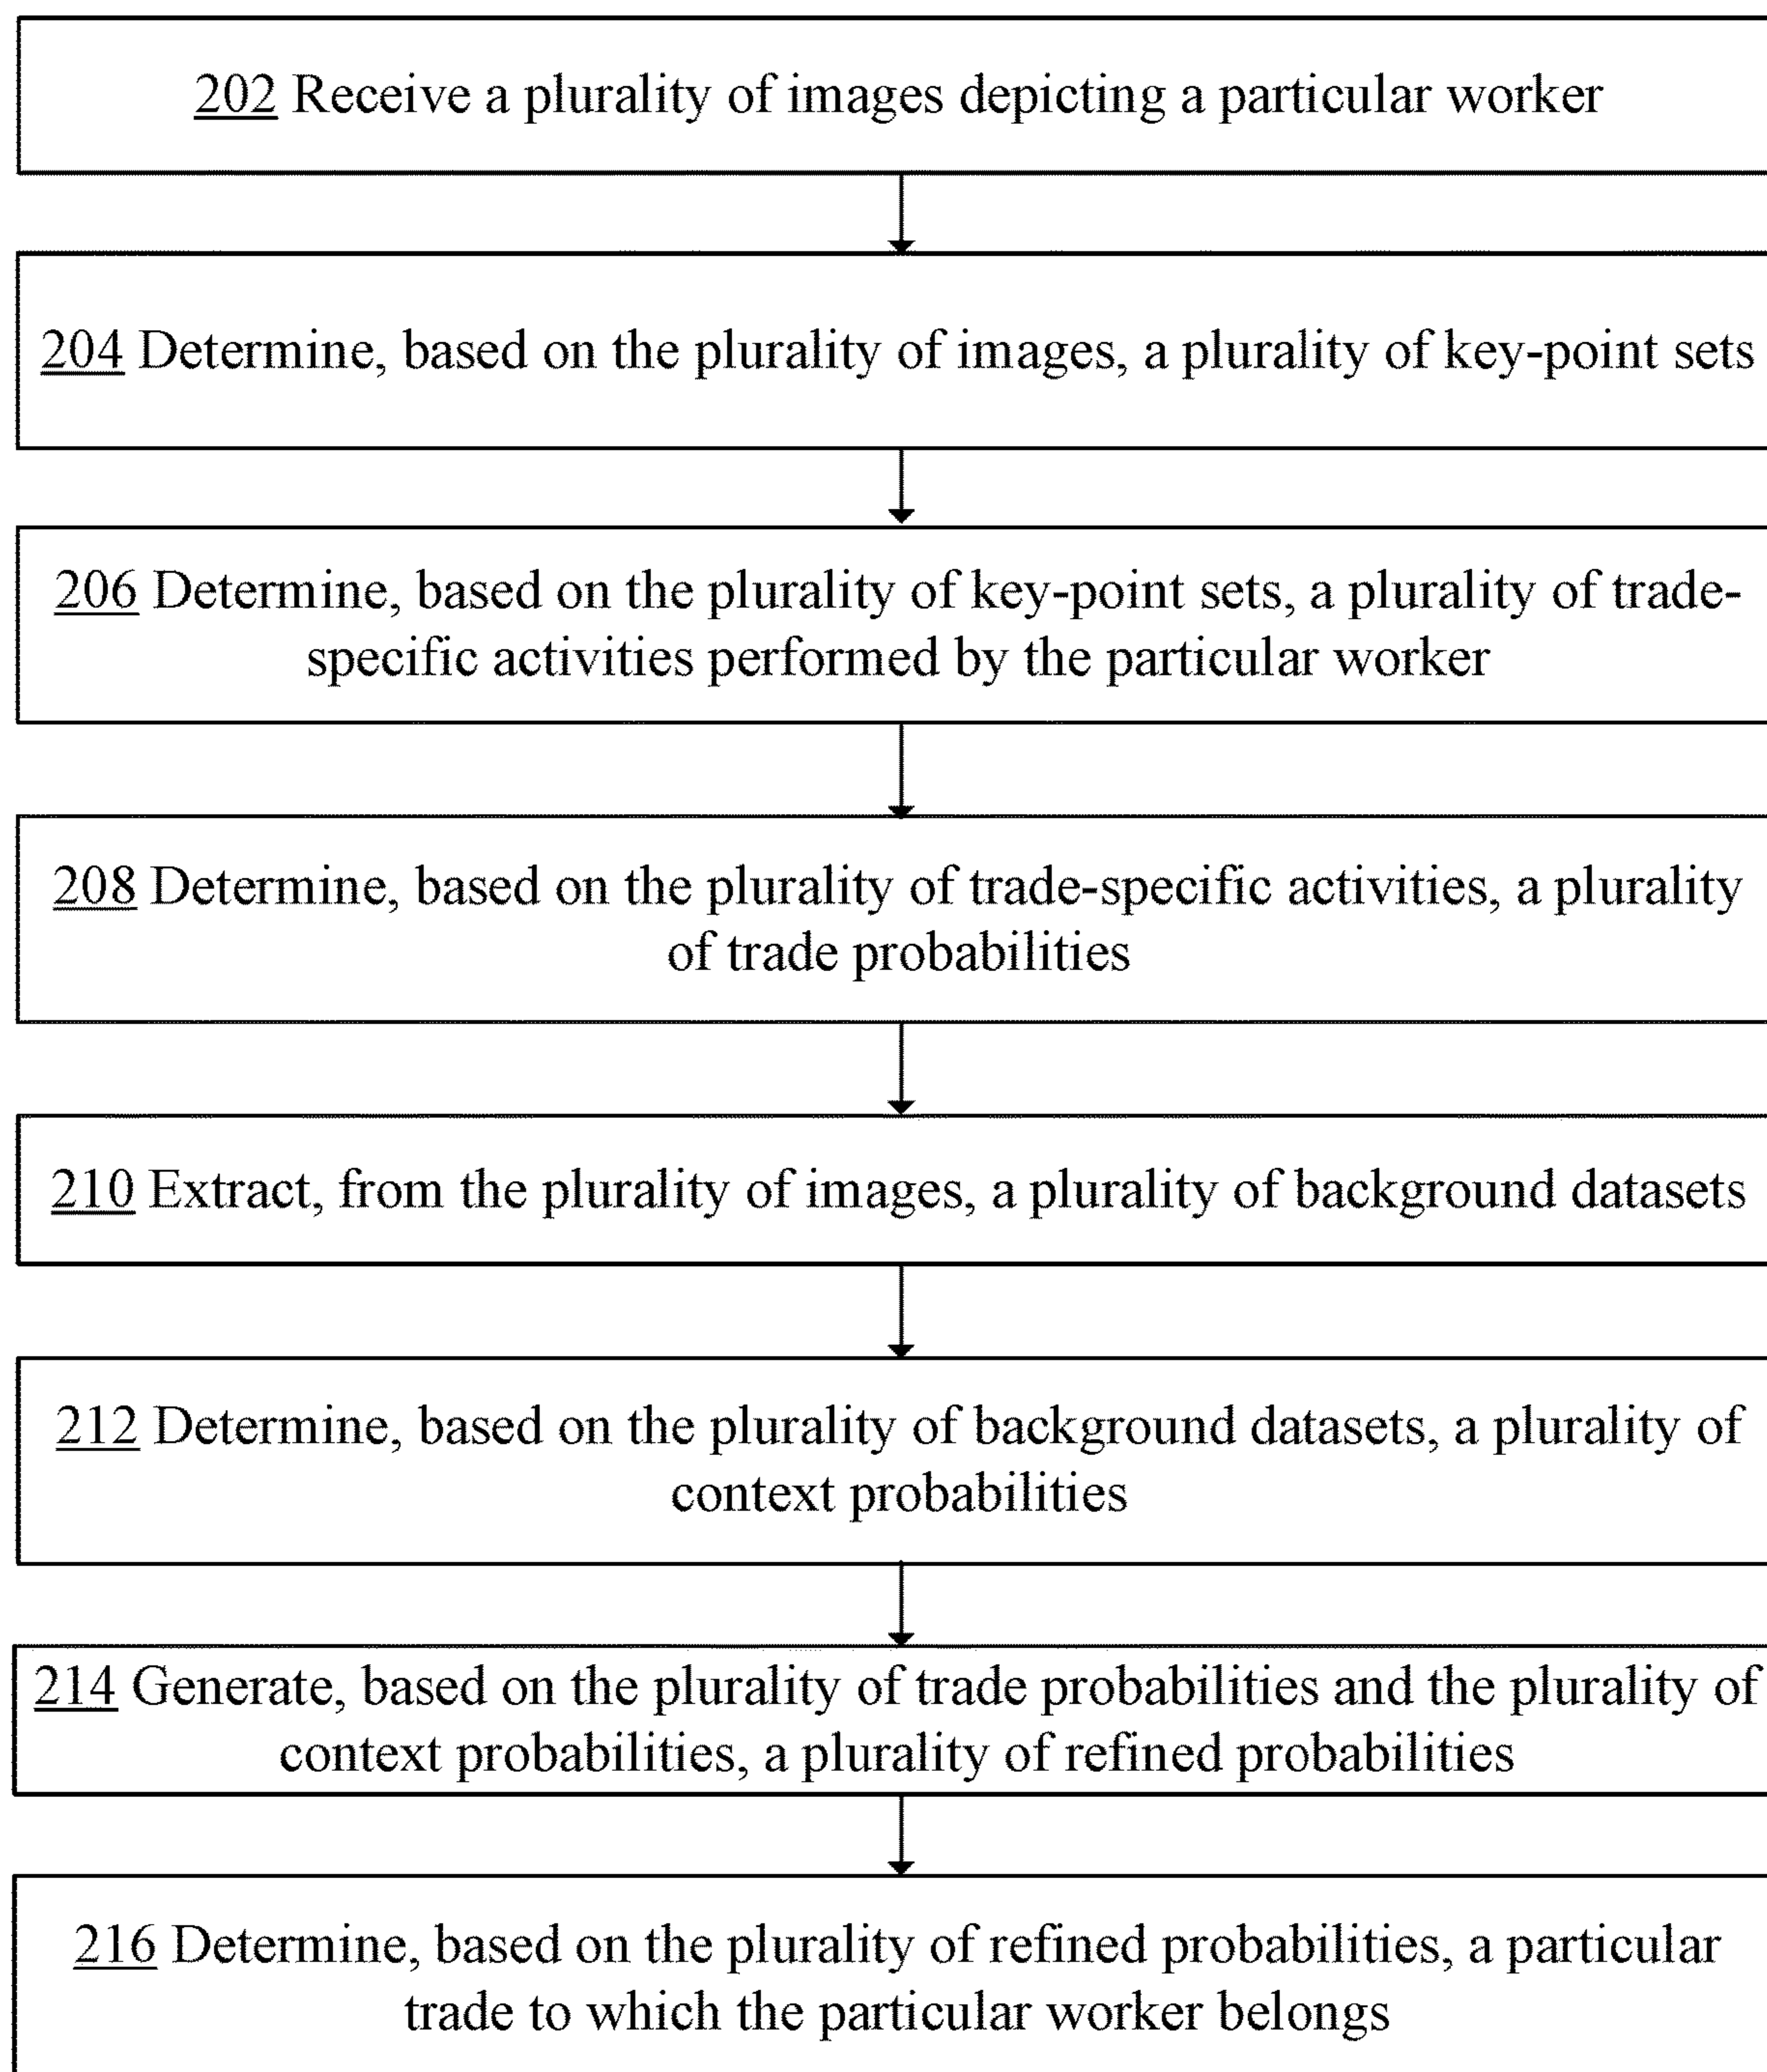 202 Receive a plurality of images depicting a particular worker
204 Determine, based on the plurality of images, a plurality of key-point sets
206 Determine, based on the plurality of key-point sets, a plurality of trade-
specific activities performed by the particular worker
208 Determine, based on the plurality of trade-specific activities, a plurality
of trade probabilities
210 Extract, from the plurality of images, a plurality of background datasets
212 Determine, based on the plurality of background datasets, a plurality of
context probabilities
214 Generate, based on the plurality of trade probabilities and the plurality of
context probabilities, a plurality of refined probabilities
216 Determine, based on the plurality of refined probabilities, a particular
trade to which the particular worker belongs